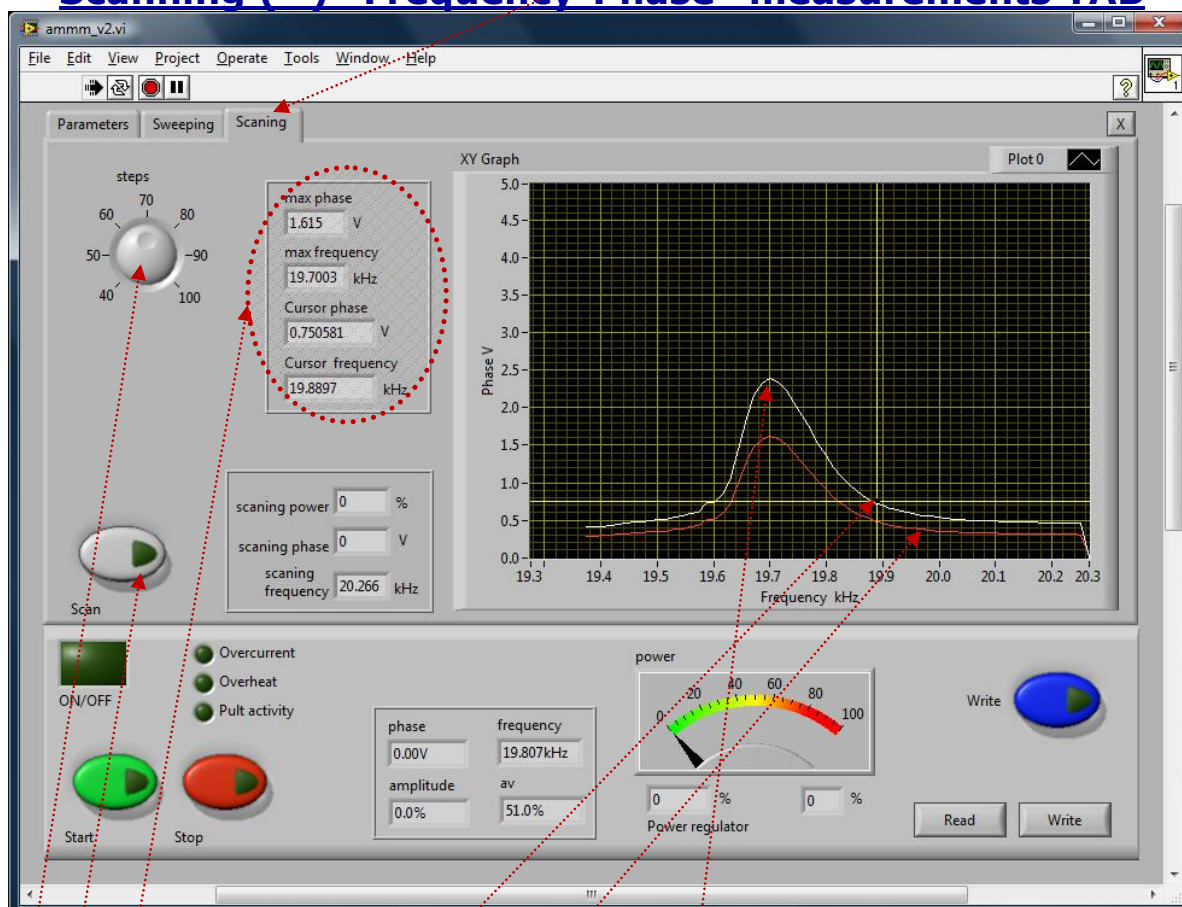 Scanning (XY) "Frequency-Phase" measurements TAB
ammm_v2.vi
File Edit View Project Operate Tools Window Help
1
Parameters Sweeping Scaning X
steps
40 50 60 70 80 90 100
max phase
1.615 V
max frequency
19.7003 kHz
Cursor phase
0.750581 V
Cursor frequency
19.8897 kHz
XY Graph
Plot 0
5.0
4.5
4.0
3.5
3.0
2.5
2.0
1.5
1.0
0.5
0.0
Phase V
19.3 19.4 19.5 19.6 19.7 19.8 19.9 20.0 20.1 20.2 20.3
Frequency kHz
scaning power 0 %
scaning phase 0 V
scaning
frequency 20.266 kHz
Scan
ON/OFF
Overcurrent
Overheat
Pult activity
Start
Stop
phase frequency
0.00V 19.807kHz
amplitude av
0.0% 51.0%
power
0 20 40 60 80 100
0 % 0 %
Power regulator
Write
Read Write